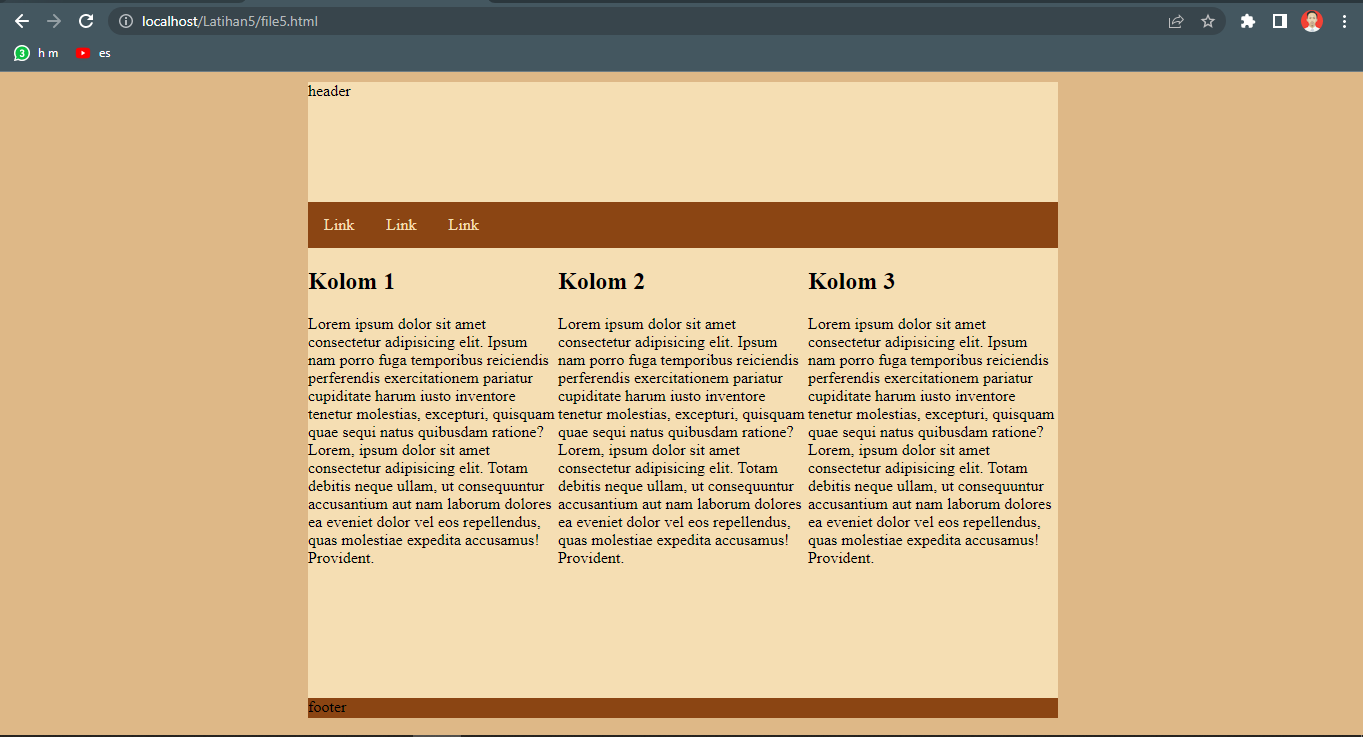 localhost/Latihan5/file5.html
3 h m es
header
Link Link Link
Kolom 1
Lorem ipsum dolor sit amet
consectetur adipisicing elit. Ipsum
nam porro fuga temporibus reiciendis
perferendis exercitationem pariatur
cupiditate harum iusto inventore
tenetur molestias, excepturi, quisquam
quae sequi natus quibusdam ratione?
Lorem, ipsum dolor sit amet
consectetur adipisicing elit. Totam
debitis neque ullam, ut consequuntur
accusantium aut nam laborum dolores
ea eveniet dolor vel eos repellendus,
quas molestiae expedita accusamus!
Provident.
Kolom 2
Lorem ipsum dolor sit amet
consectetur adipisicing elit. Ipsum
nam porro fuga temporibus reiciendis
perferendis exercitationem pariatur
cupiditate harum iusto inventore
tenetur molestias, excepturi, quisquam
quae sequi natus quibusdam ratione?
Lorem, ipsum dolor sit amet
consectetur adipisicing elit. Totam
debitis neque ullam, ut consequuntur
accusantium aut nam laborum dolores
ea eveniet dolor vel eos repellendus,
quas molestiae expedita accusamus!
Provident.
Kolom 3
Lorem ipsum dolor sit amet
consectetur adipisicing elit. Ipsum
nam porro fuga temporibus reiciendis
perferendis exercitationem pariatur
cupiditate harum iusto inventore
tenetur molestias, excepturi, quisquam
quae sequi natus quibusdam ratione?
Lorem, ipsum dolor sit amet
consectetur adipisicing elit. Totam
debitis neque ullam, ut consequuntur
accusantium aut nam laborum dolores
ea eveniet dolor vel eos repellendus,
quas molestiae expedita accusamus!
Provident.
footer